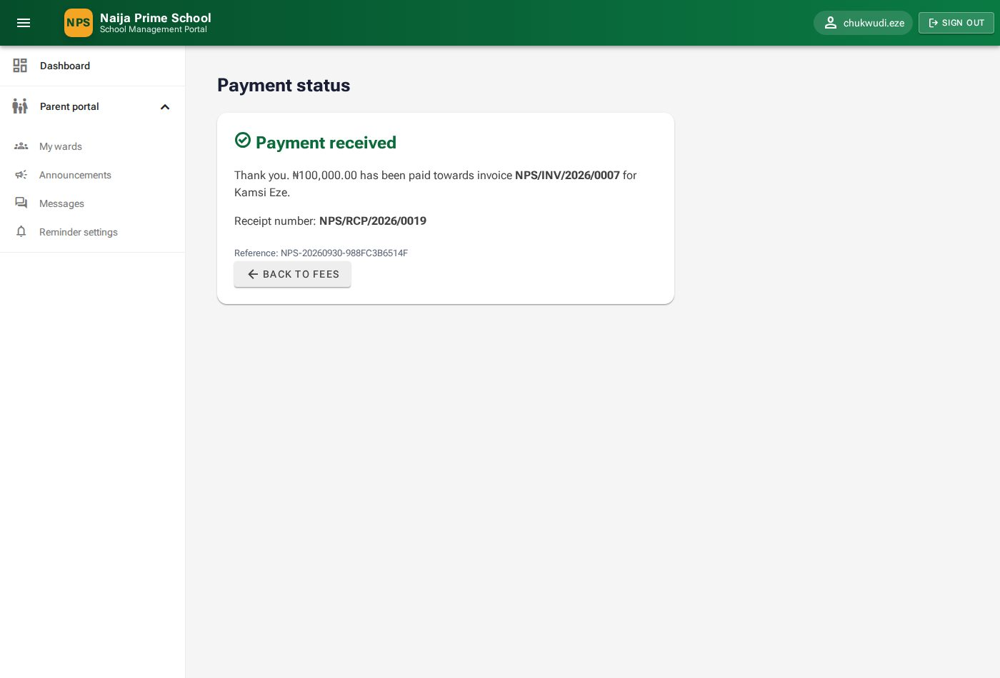 NPS
Naija Prime School
School Management Portal
chukwudi.eze
SIGN OUT
Dashboard
Parent portal
My wards
Announcements
Messages
Reminder settings
Payment status
Payment received
Thank you. ₦100,000.00 has been paid towards invoice NPS/INV/2026/0007 for
Kamsi Eze.
Receipt number: NPS/RCP/2026/0019
Reference: NPS-20260930-988FC3B6514F
BACK TO FEES